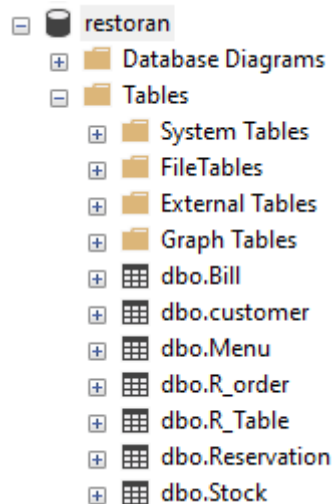 restoran
Database Diagrams
Tables
System Tables
FileTables
External Tables
Graph Tables
dbo.Bill
dbo.customer
dbo.Menu
dbo.R_order
dbo.R_Table
dbo.Reservation
dbo.Stock